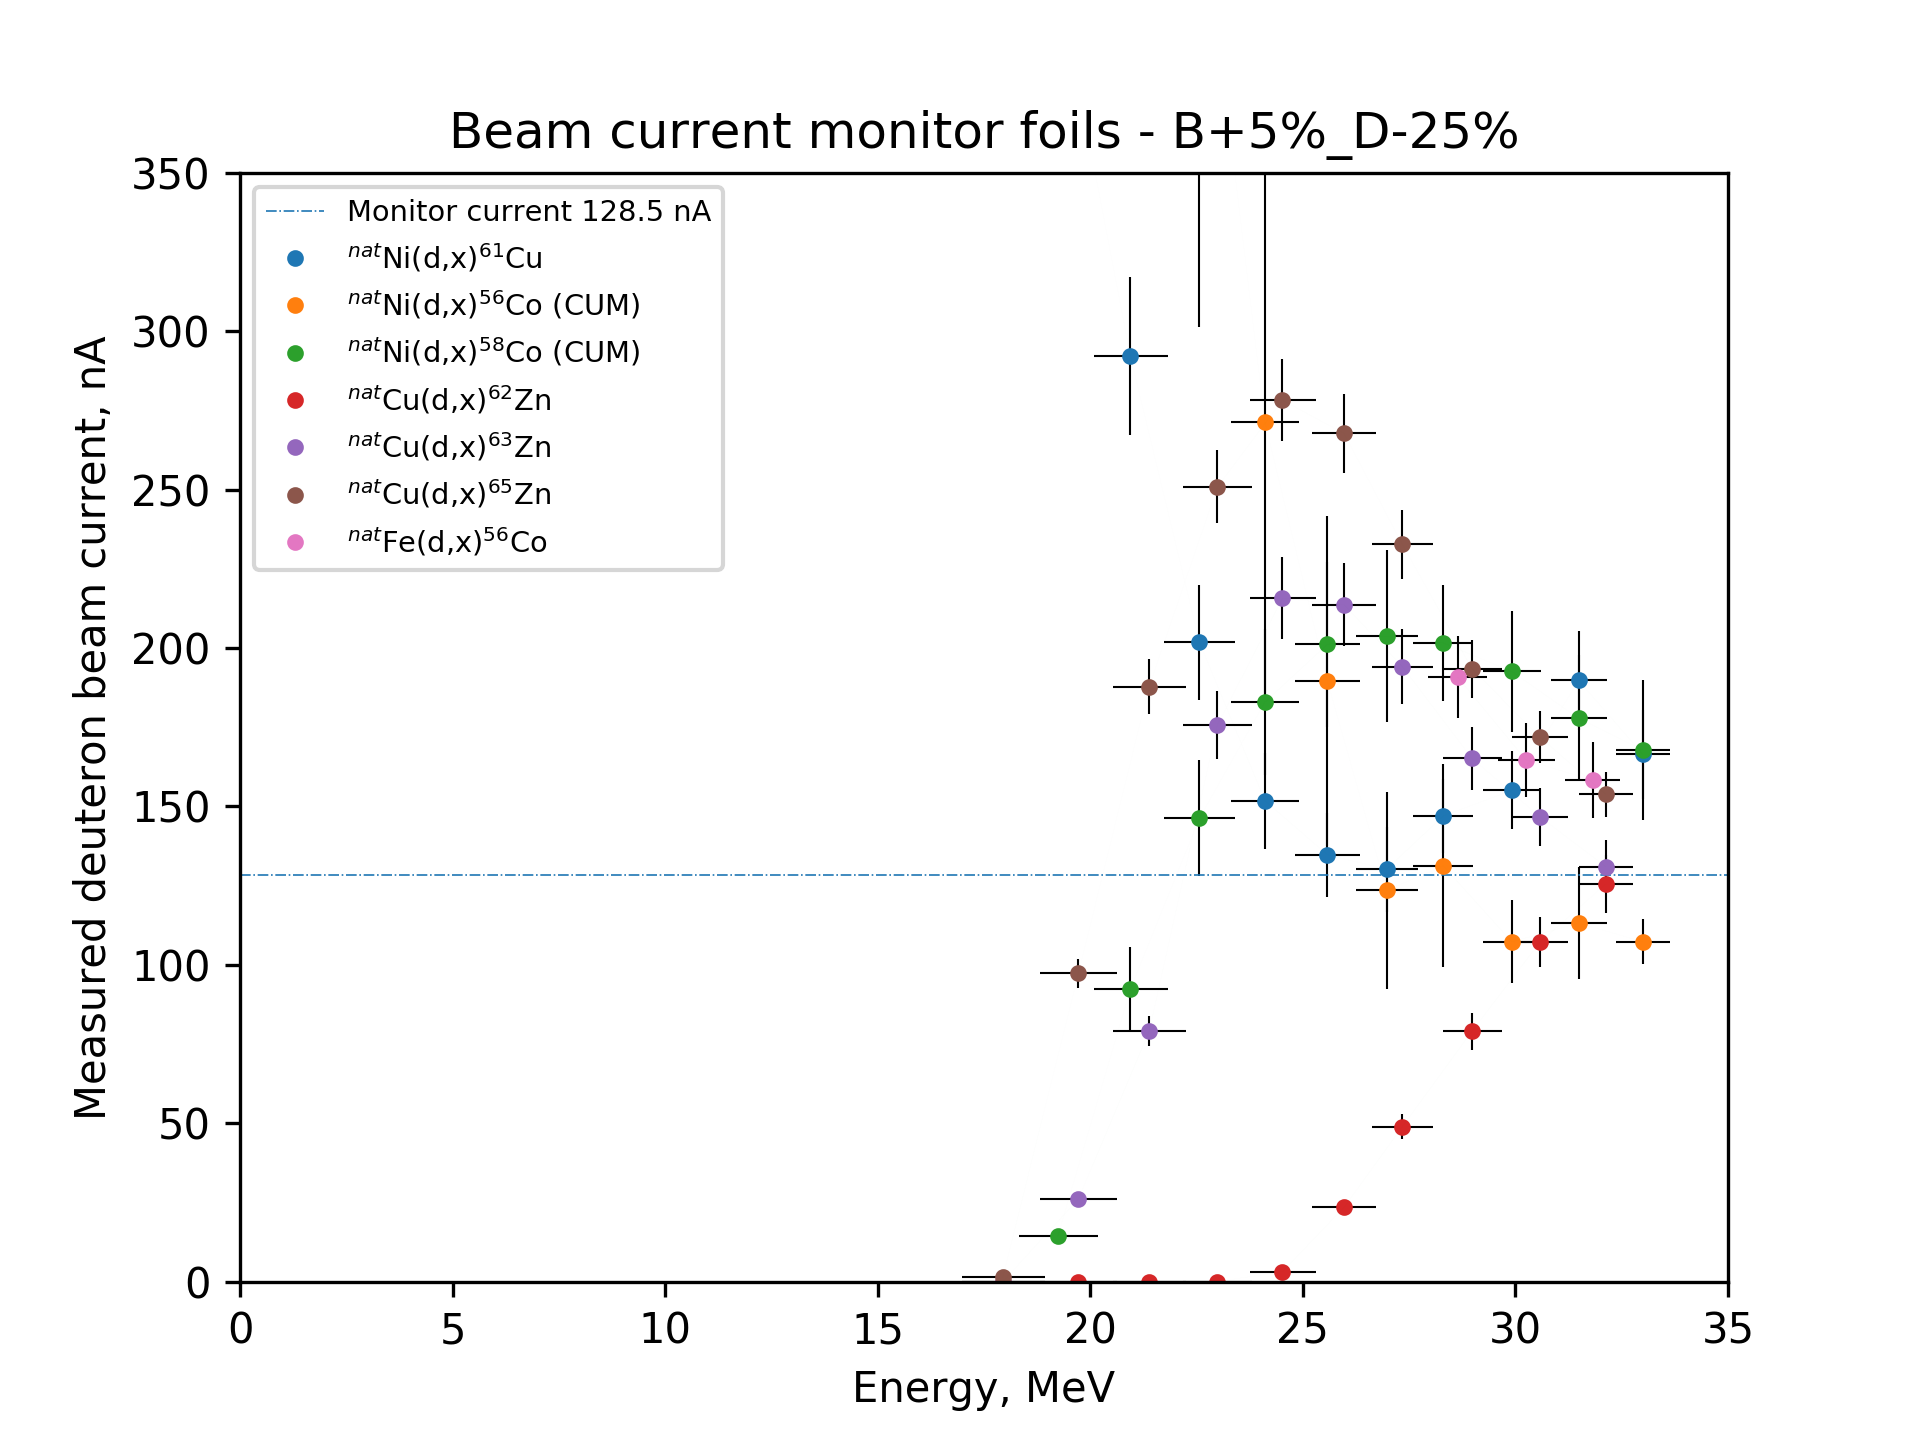 Beam current monitor foils - B+5%_D-25%
350
300
250
200
150
100
50
0
Measured deuteron beam current, nA
Monitor current 128.5 nA
natNi(d,x)61Cu
natNi(d,x)56Co (CUM)
natNi(d,x)58Co (CUM)
natCu(d,x)62Zn
natCu(d,x)63Zn
natCu(d,x)65Zn
natFe(d,x)56Co
0 5 10 15 20 25 30 35
Energy, MeV